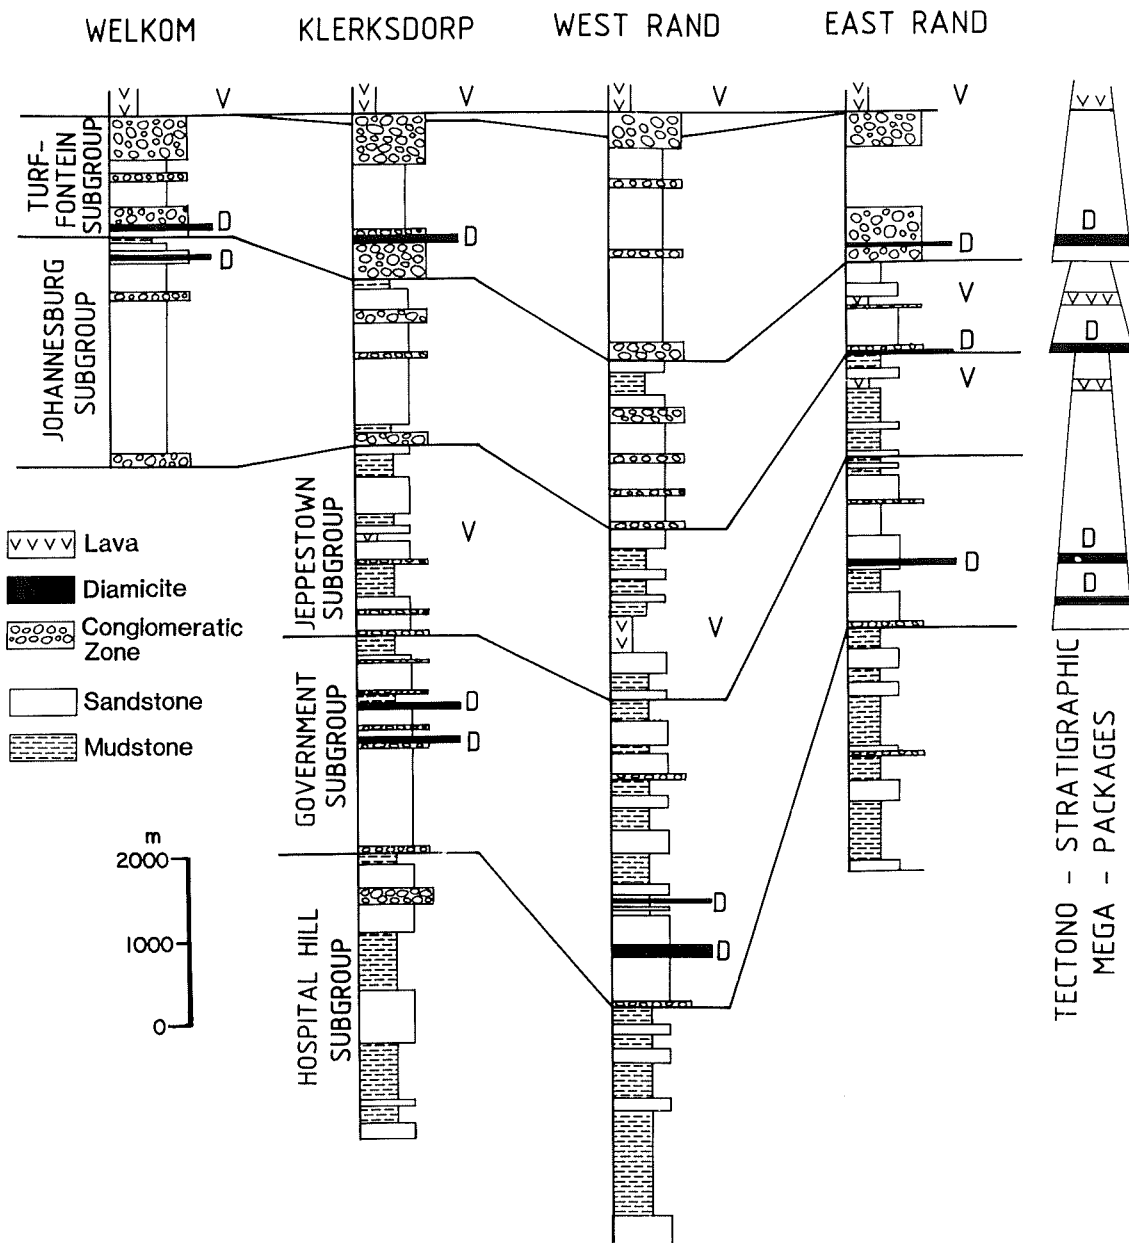 WELKOM
KLERKSDORP
WEST RAND
EAST RAND
V
V
V
V
TURF-
FONTEIN
SUBGROUP
D
D
D
D
D
JOHANNESBURG
SUBGROUP
D
V
D
D
V
JEPPESTOWN
SUBGROUP
V
V
D
D
D
GOVERNMENT
SUBGROUP
D
D
D
D
HOSPITAL HILL
SUBGROUP
V V V V Lava
Diamicite
Conglomeratic
Zone
Sandstone
Mudstone
m
2000
1000
0
TECTONO - STRATIGRAPHIC
MEGA - PACKAGES